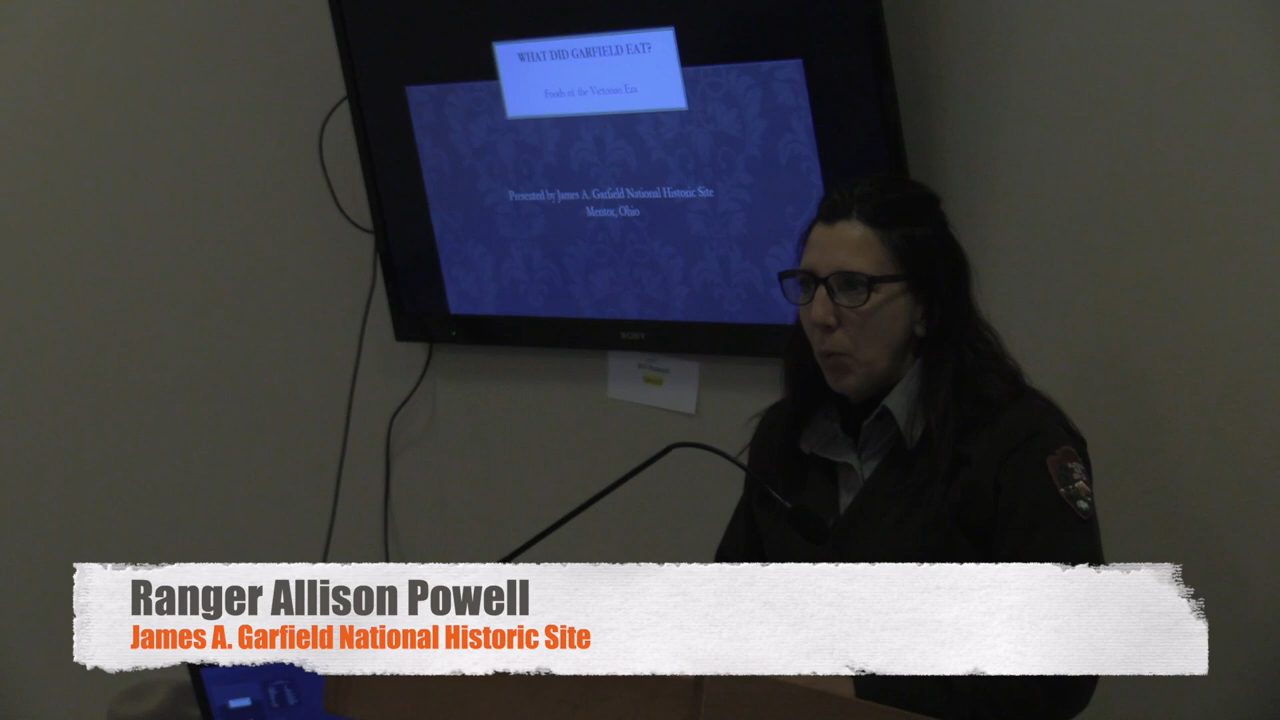 WHAT DID GARFIELD EAT?
Foods of the Victorian Era
Presented by James A. Garfield National Historic Site
Mentor, Ohio
SONY
Ranger Allison Powell
James A. Garfield National Historic Site